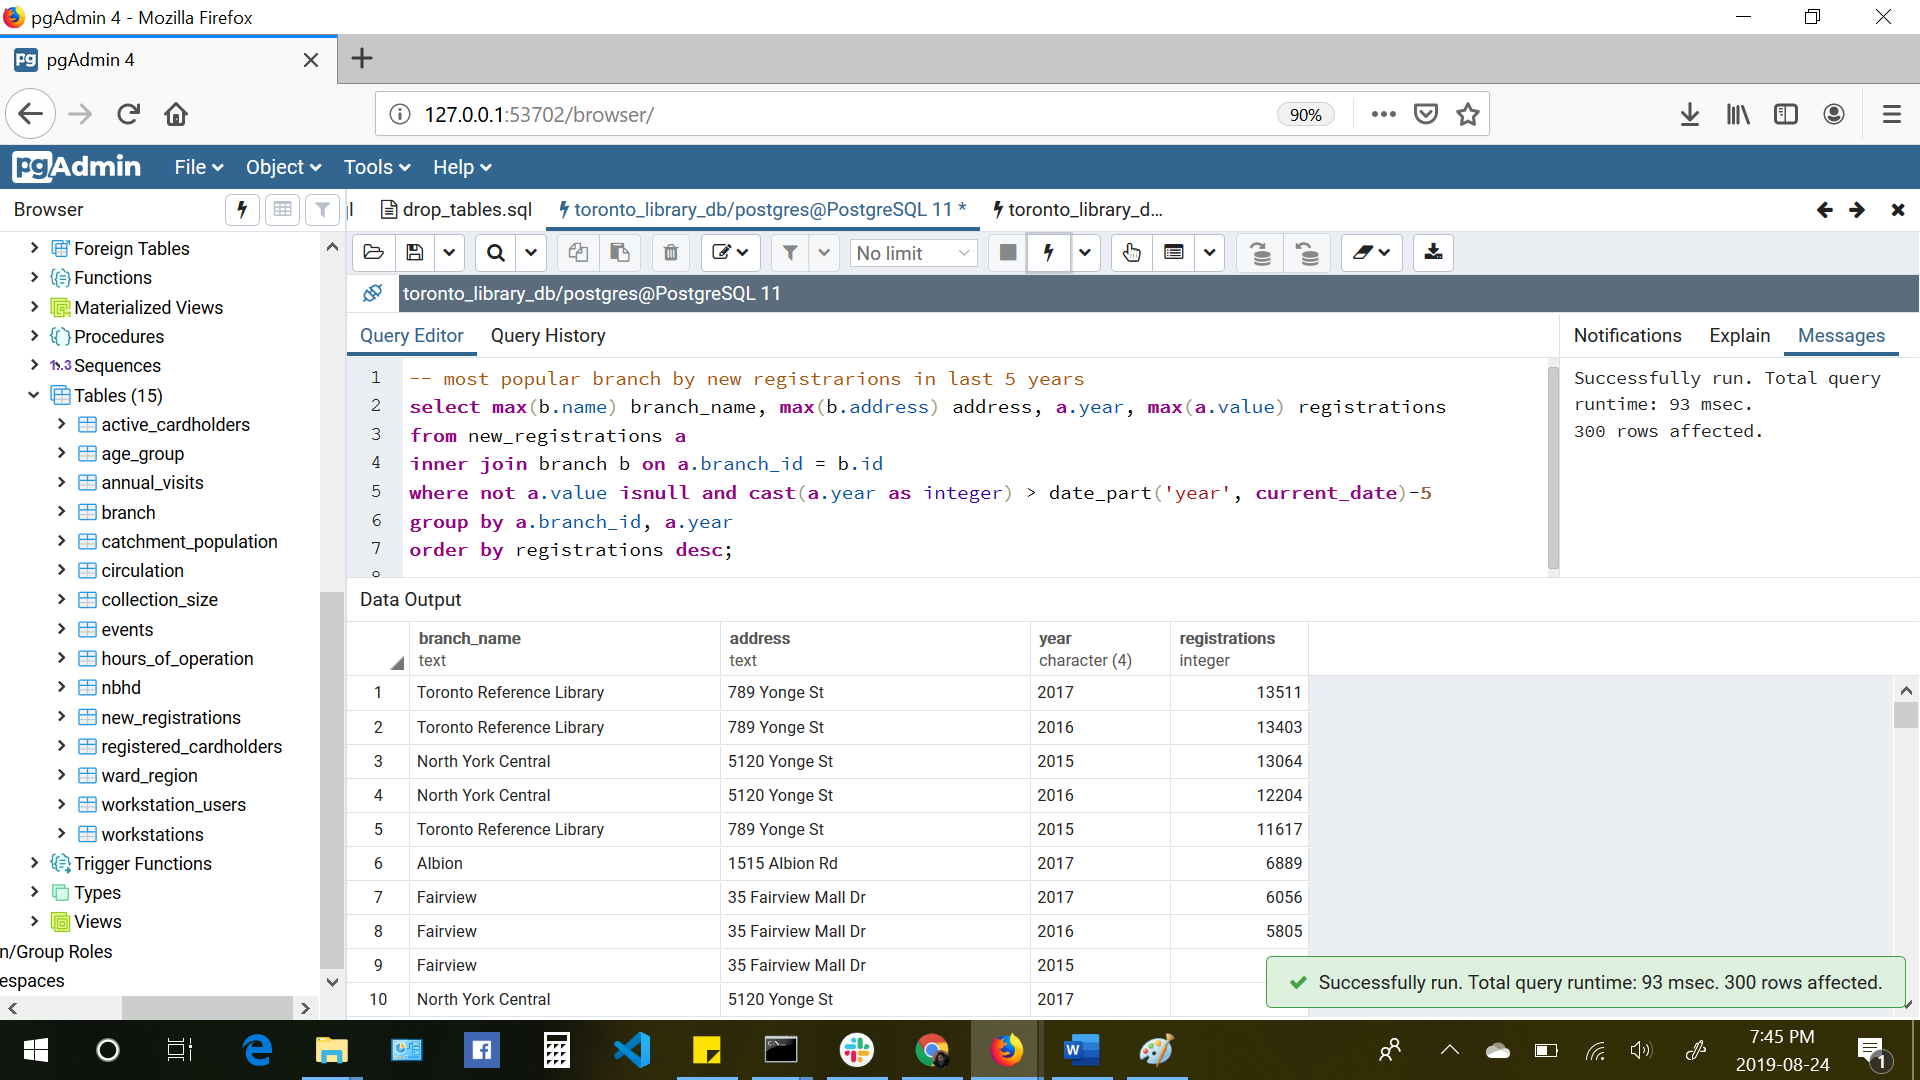 pgAdmin 4 - Mozilla Firefox
pgAdmin 4
127.0.0.1:53702/browser/
90%
pgAdmin File Object Tools Help
Browser
drop_tables.sql
toronto_library_db/postgres@PostgreSQL 11 *
toronto_library_d...
No limit
toronto_library_db/postgres@PostgreSQL 11
Foreign Tables
Functions
Materialized Views
Procedures
1..3 Sequences
Tables (15)
active_cardholders
age_group
annual_visits
branch
catchment_population
circulation
collection_size
events
hours_of_operation
nbhd
new_registrations
registered_cardholders
ward_region
workstation_users
workstations
Trigger Functions
Types
Views
n/Group Roles
espaces
Query Editor Query History
1 -- most popular branch by new registrarions in last 5 years
2 select max(b.name) branch_name, max(b.address) address, a.year, max(a.value) registrations
3 from new_registrations a
4 inner join branch b on a.branch_id = b.id
5 where not a.value isnull and cast(a.year as integer) > date_part('year', current_date)-5
6 group by a.branch_id, a.year
7 order by registrations desc;
8
Notifications Explain Messages
Successfully run. Total query
runtime: 93 msec.
300 rows affected.
Data Output
branch_name address year registrations
text text character (4) integer
1 Toronto Reference Library 789 Yonge St 2017 13511
2 Toronto Reference Library 789 Yonge St 2016 13403
3 North York Central 5120 Yonge St 2015 13064
4 North York Central 5120 Yonge St 2016 12204
5 Toronto Reference Library 789 Yonge St 2015 11617
6 Albion 1515 Albion Rd 2017 6889
7 Fairview 35 Fairview Mall Dr 2017 6056
8 Fairview 35 Fairview Mall Dr 2016 5805
9 Fairview 35 Fairview Mall Dr 2015
10 North York Central 5120 Yonge St 2017
Successfully run. Total query runtime: 93 msec. 300 rows affected.
7:45 PM
2019-08-24
1